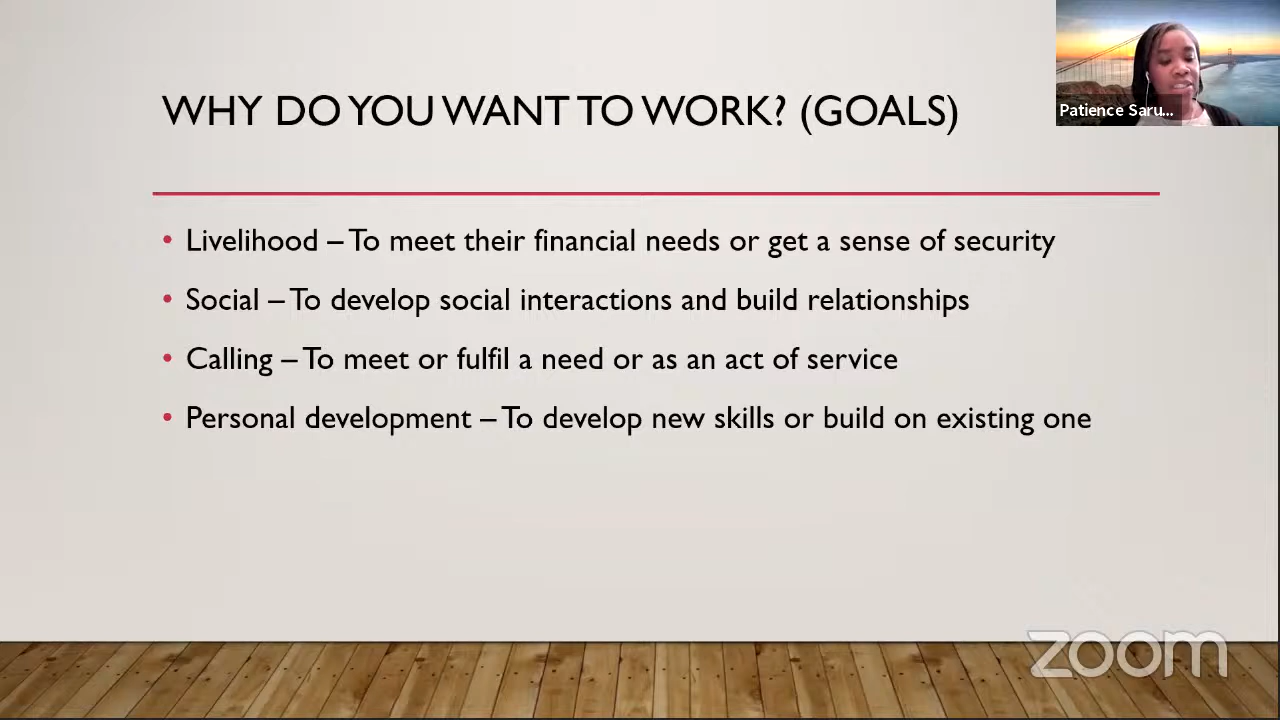 WHY DO YOU WANT TO WORK? (GOALS)
Patience Saru...
• Livelihood – To meet their financial needs or get a sense of security
• Social – To develop social interactions and build relationships
• Calling – To meet or fulfil a need or as an act of service
• Personal development – To develop new skills or build on existing one
zoom